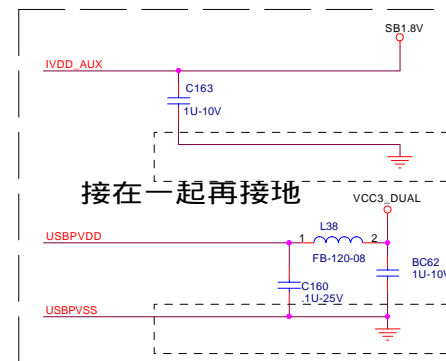 SB1.8V
IVDD_AUX
C163
1U-10V
接在一起再接地
VCC3_DUAL
L38
USBPVDD
1
2
FB-120-08
BC62
1U-10V
C160
.1U-25V
USBPVSS